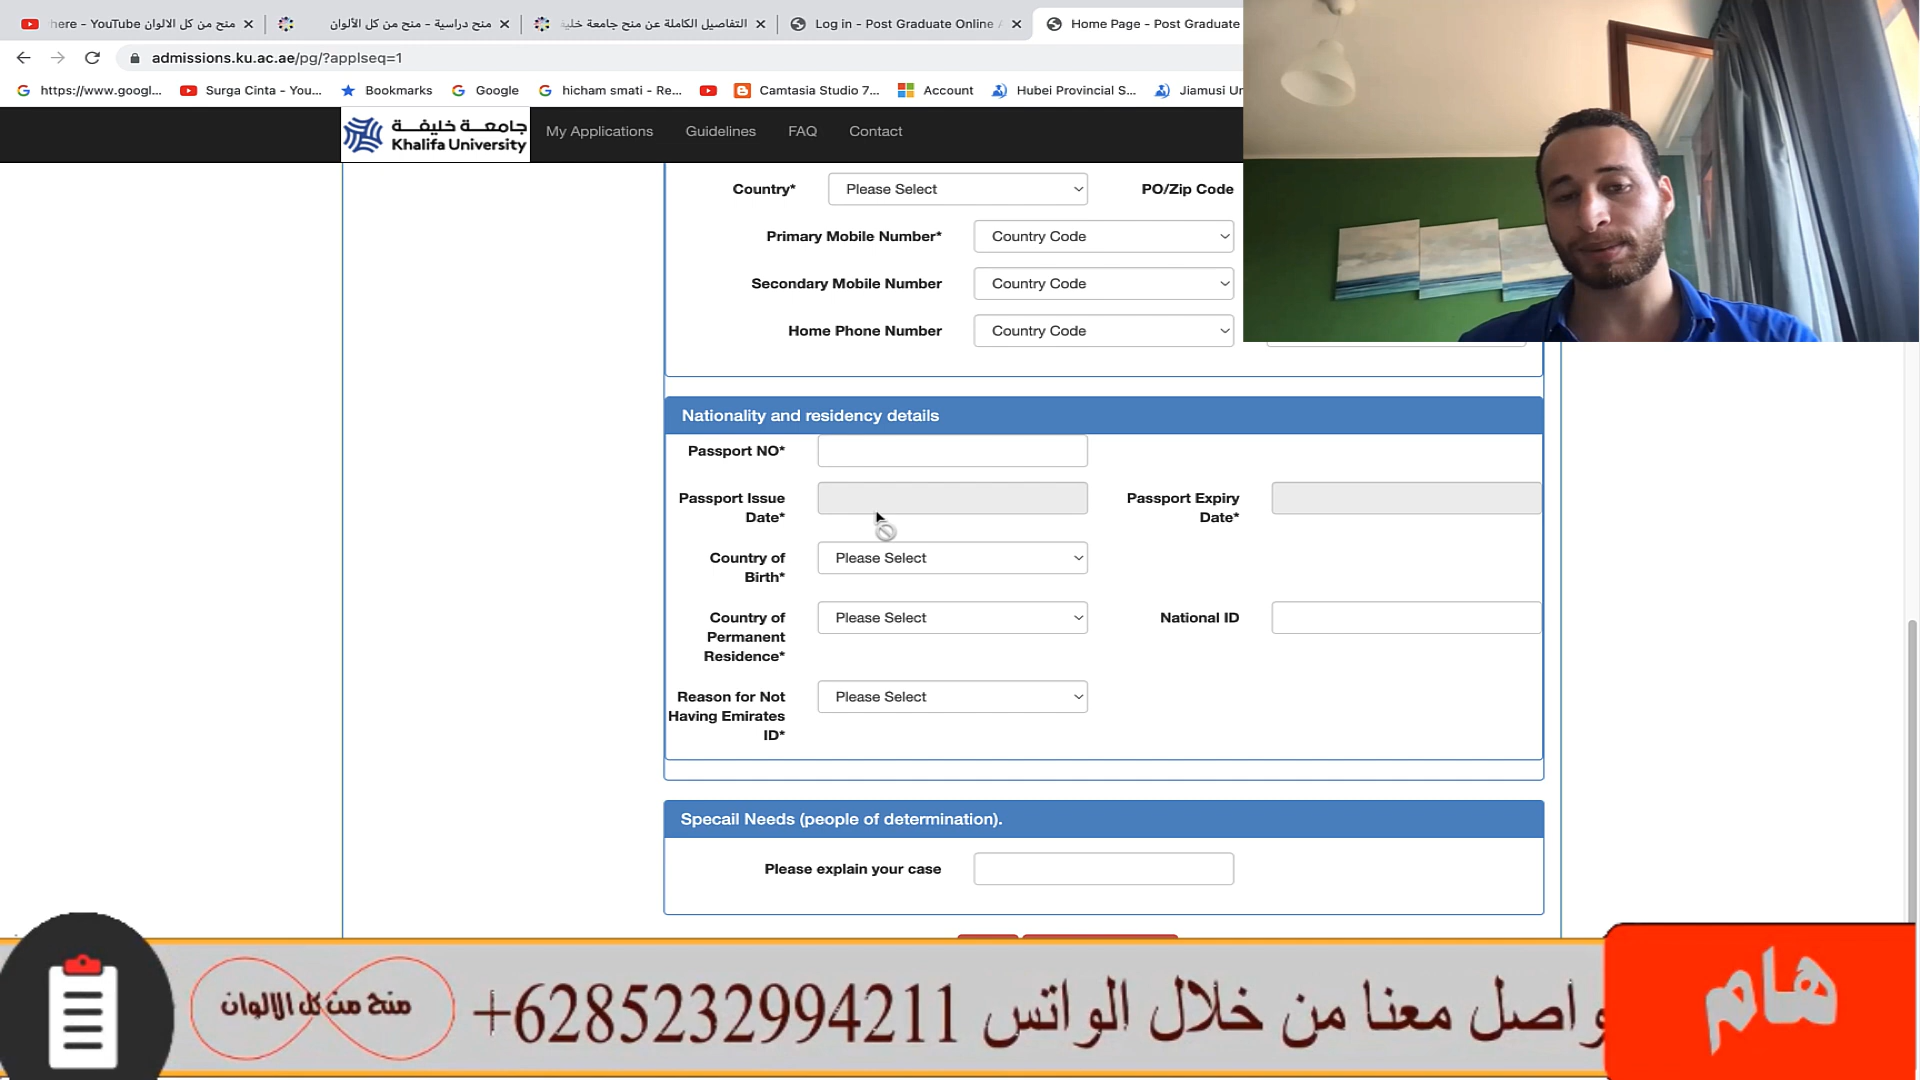 منح من كل الالوان here - YouTube
منح دراسية - منح من كل الألوان
التفاصيل الكاملة عن منح جامعة خليف
Log in - Post Graduate Online A
Home Page - Post Graduate
admissions.ku.ac.ae/pg/?applseq=1
https://www.googl...
Surga Cinta - You...
Bookmarks
Google
hicham smati - Re...
Camtasia Studio 7...
Account
Hubei Provincial S...
Jiamusi Un
جامعة خليفة
Khalifa University
My Applications
Guidelines
FAQ
Contact
Country* Please Select PO/Zip Code
Primary Mobile Number* Country Code
Secondary Mobile Number Country Code
Home Phone Number Country Code
Nationality and residency details
Passport NO*
Passport Issue
Date*
Passport Expiry
Date*
Country of
Birth*
Please Select
Country of
Permanent
Residence*
Please Select
National ID
Reason for Not
Having Emirates
ID*
Please Select
Specail Needs (people of determination).
Please explain your case
هام
واصل معنا من خلال الواتس 6285232994211+
منح من كل الالوان